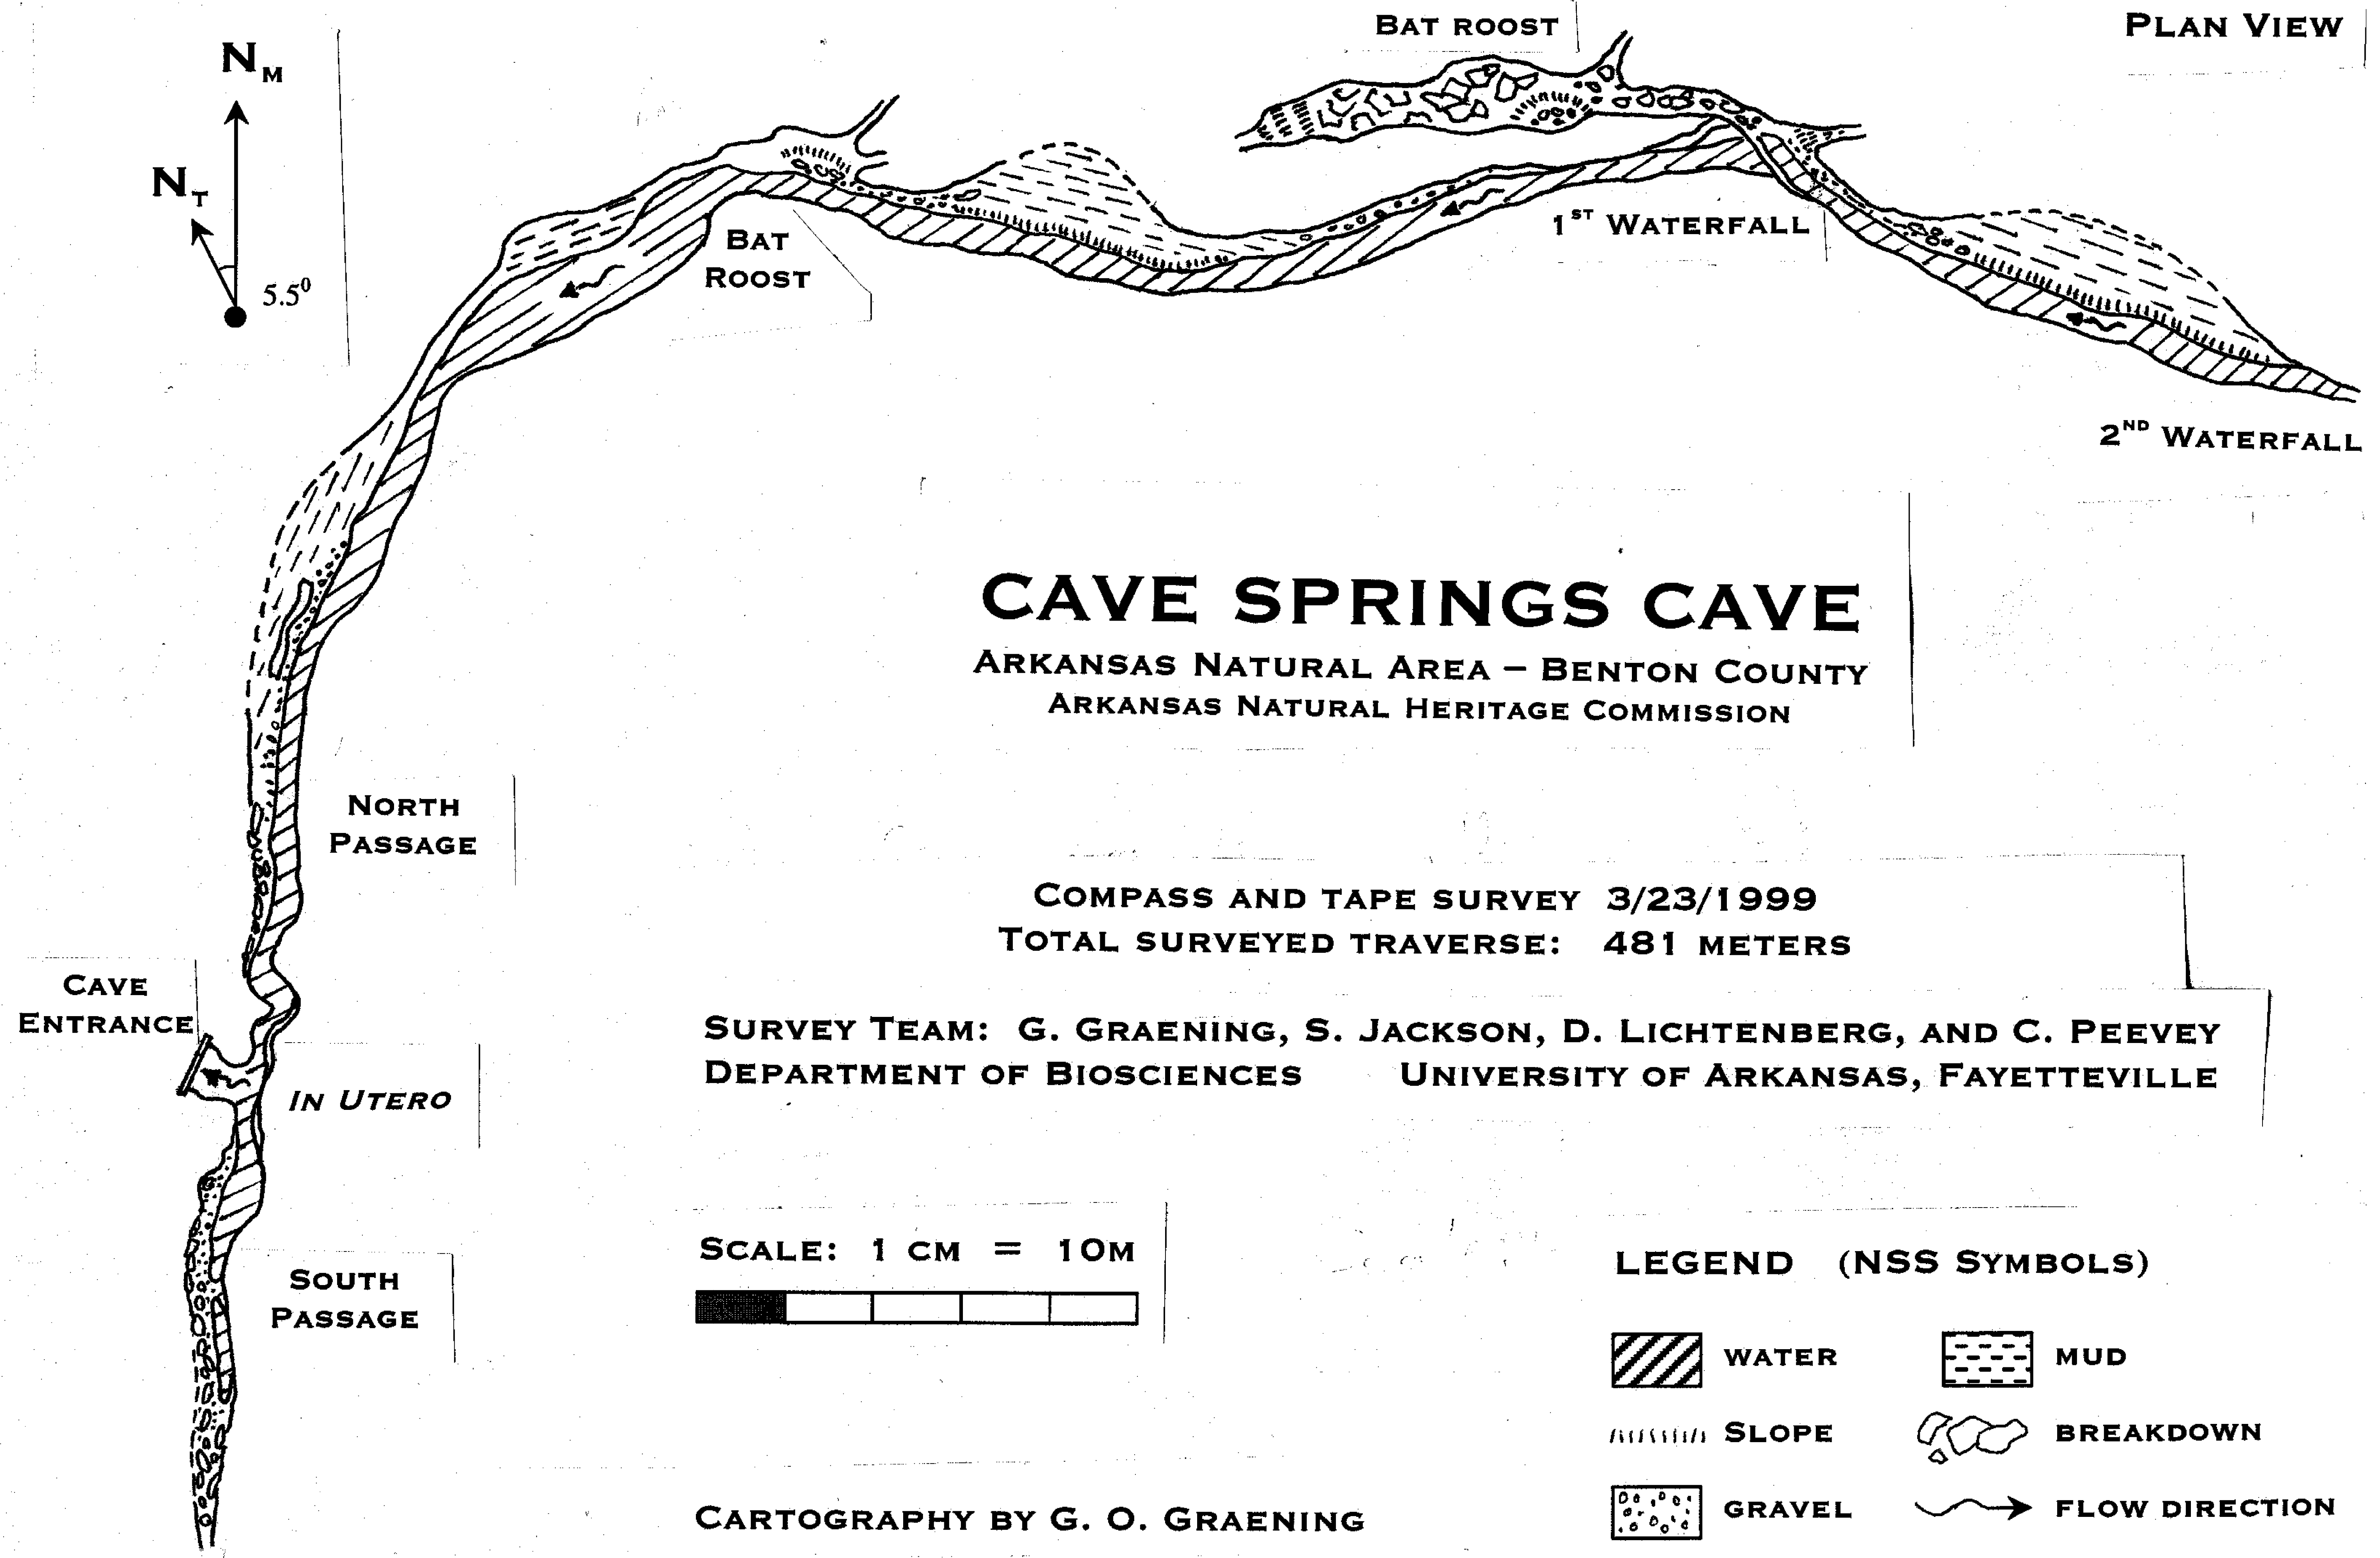 BAT ROOST
PLAN VIEW
NM
NT
5.5⁰
BAT
ROOST
1ST WATERFALL
2ND WATERFALL
CAVE SPRINGS CAVE
ARKANSAS NATURAL AREA – BENTON COUNTY
ARKANSAS NATURAL HERITAGE COMMISSION
NORTH
PASSAGE
COMPASS AND TAPE SURVEY 3/23/1999
TOTAL SURVEYED TRAVERSE: 481 METERS
CAVE
ENTRANCE
SURVEY TEAM: G. GRAENING, S. JACKSON, D. LICHTENBERG, AND C. PEEVEY
DEPARTMENT OF BIOSCIENCES UNIVERSITY OF ARKANSAS, FAYETTEVILLE
IN UTERO
SOUTH
PASSAGE
SCALE: 1 CM = 10M
LEGEND (NSS SYMBOLS)
WATER
MUD
SLOPE
BREAKDOWN
GRAVEL
FLOW DIRECTION
CARTOGRAPHY BY G. O. GRAENING